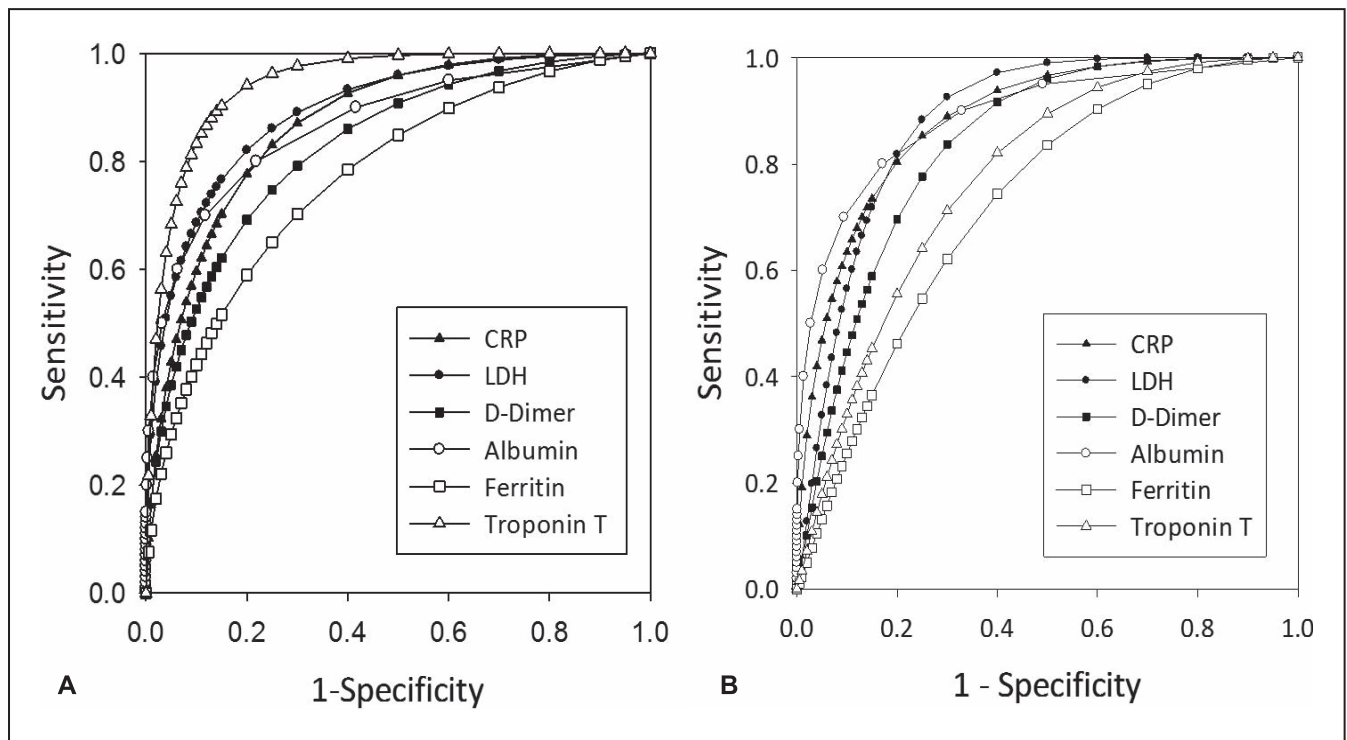 Sensitivity
1.0
0.8
0.6
0.4
0.2
0.0
CRP
LDH
D-Dimer
Albumin
Ferritin
Troponin T
0.0 0.2 0.4 0.6 0.8 1.0
A
1-Specificity
Sensitivity
1.0
0.8
0.6
0.4
0.2
0.0
CRP
LDH
D-Dimer
Albumin
Ferritin
Troponin T
0.0 0.2 0.4 0.6 0.8 1.0
B
1 - Specificity